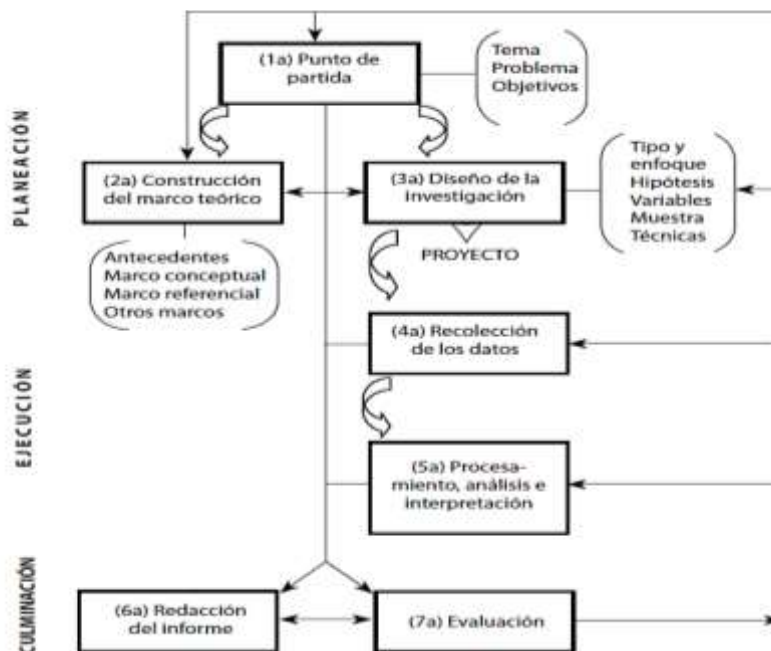 (1a) Punto de
partida
Tema
Problema
Objetivos
PLANEACIÓN
(2a) Construcción
del marco teórico
(3a) Diseño de la
investigación
Tipo y
enfoque
Hipótesis
Variables
Muestra
Técnicas
PROYECTO
Antecedentes
Marco conceptual
Marco referencial
Otros marcos
EJECUCIÓN
(4a) Recolección
de los datos
(5a) Procesa-
miento, análisis e
interpretación
CULMINACIÓN
(6a) Redacción
del informe
(7a) Evaluación